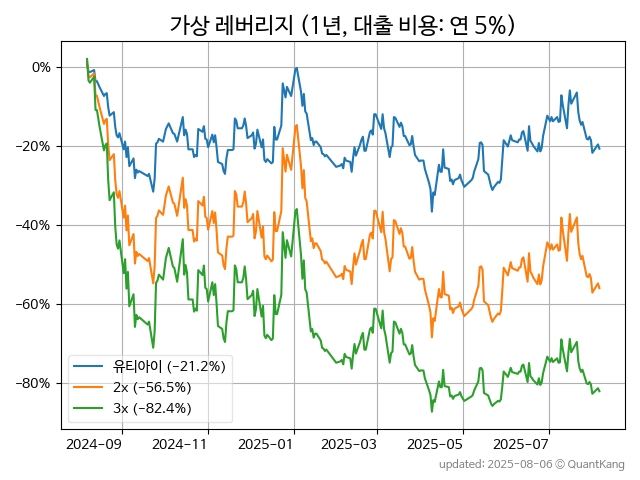 가상 레버리지 (1년, 대출 비용: 연 5%)
0%
−20%
−40%
−60%
−80%
유티아이 (−21.2%)
2x (−56.5%)
3x (−82.4%)
2024-09 2024-11 2025-01 2025-03 2025-05 2025-07
updated: 2025-08-06 © QuantKang